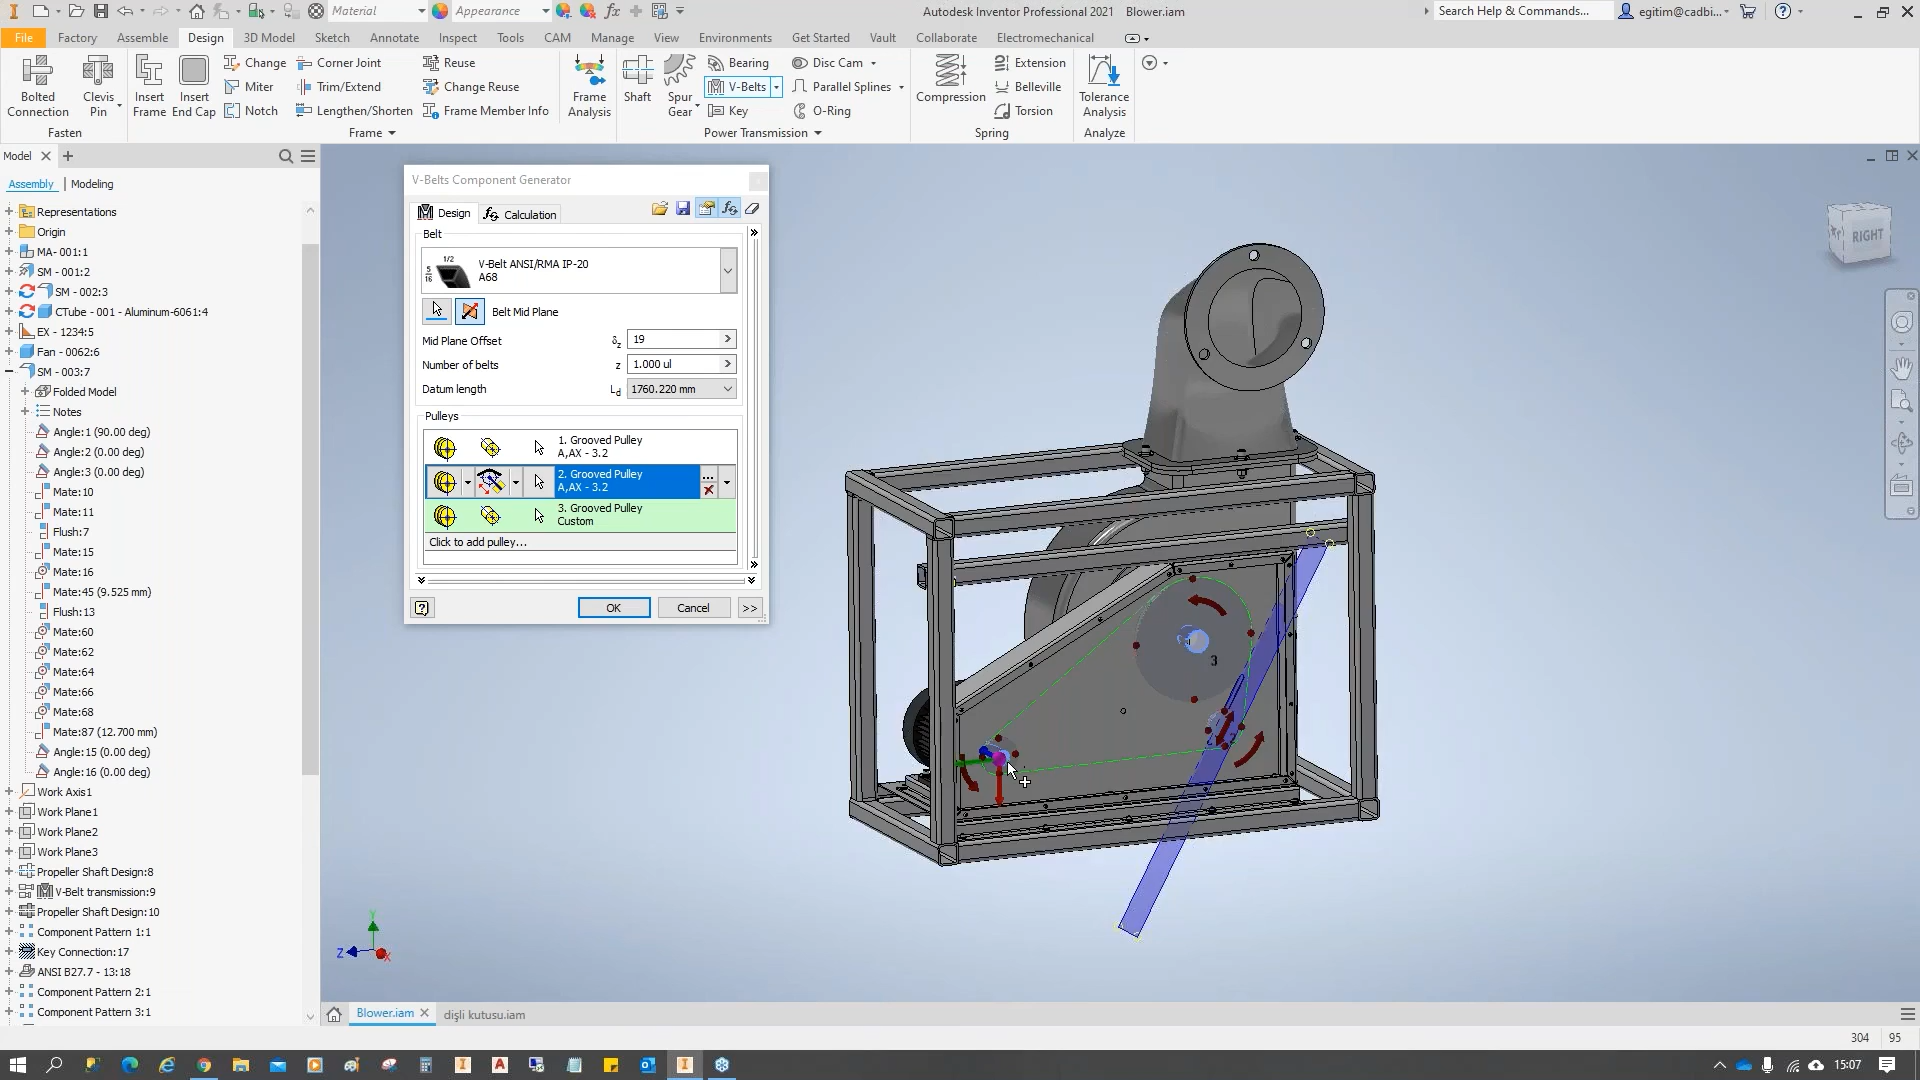 Material
Appearance
Autodesk Inventor Professional 2021 Blower.iam
Search Help & Commands...
egitim@cadbi...
File
Factory
Assemble
Design
3D Model
Sketch
Annotate
Inspect
Tools
CAM
Manage
View
Environments
Get Started
Vault
Collaborate
Electromechanical
Bolted Connection
Clevis Pin
Fasten
Insert Frame
Insert End Cap
Change
Miter
Notch
Corner Joint
Trim/Extend
Lengthen/Shorten
Reuse
Change Reuse
Frame Member Info
Frame
Frame Analysis
Shaft
Spur Gear
Bearing
V-Belts
Key
Disc Cam
Parallel Splines
O-Ring
Power Transmission
Compression
Extension
Belleville
Torsion
Spring
Tolerance Analysis
Analyze
Model
Assembly | Modeling
Representations
Origin
MA- 001:1
SM - 001:2
SM - 002:3
CTube - 001 - Aluminum-6061:4
EX - 1234:5
Fan - 0062:6
SM - 003:7
Folded Model
Notes
Angle:1 (90.00 deg)
Angle:2 (0.00 deg)
Angle:3 (0.00 deg)
Mate:10
Mate:11
Flush:7
Mate:15
Mate:16
Mate:45 (9.525 mm)
Flush:13
Mate:60
Mate:62
Mate:64
Mate:66
Mate:68
Mate:87 (12.700 mm)
Angle:15 (0.00 deg)
Angle:16 (0.00 deg)
Work Axis1
Work Plane1
Work Plane2
Work Plane3
Propeller Shaft Design:8
V-Belt transmission:9
Propeller Shaft Design:10
Component Pattern 1:1
Key Connection:17
ANSI B27.7 - 13:18
Component Pattern 2:1
Component Pattern 3:1
V-Belts Component Generator
Design
Calculation
Belt
1/2
5/16
V-Belt ANSI/RMA IP-20
A68
Belt Mid Plane
Mid Plane Offset δz 19
Number of belts z 1.000 ul
Datum length Ld 1760.220 mm
Pulleys
1. Grooved Pulley
A,AX - 3.2
2. Grooved Pulley
A,AX - 3.2
3. Grooved Pulley
Custom
Click to add pulley...
OK
Cancel
>>
RIGHT
3
2
Y
Z
X
Blower.iam
dişli kutusu.iam
304 95
15:07